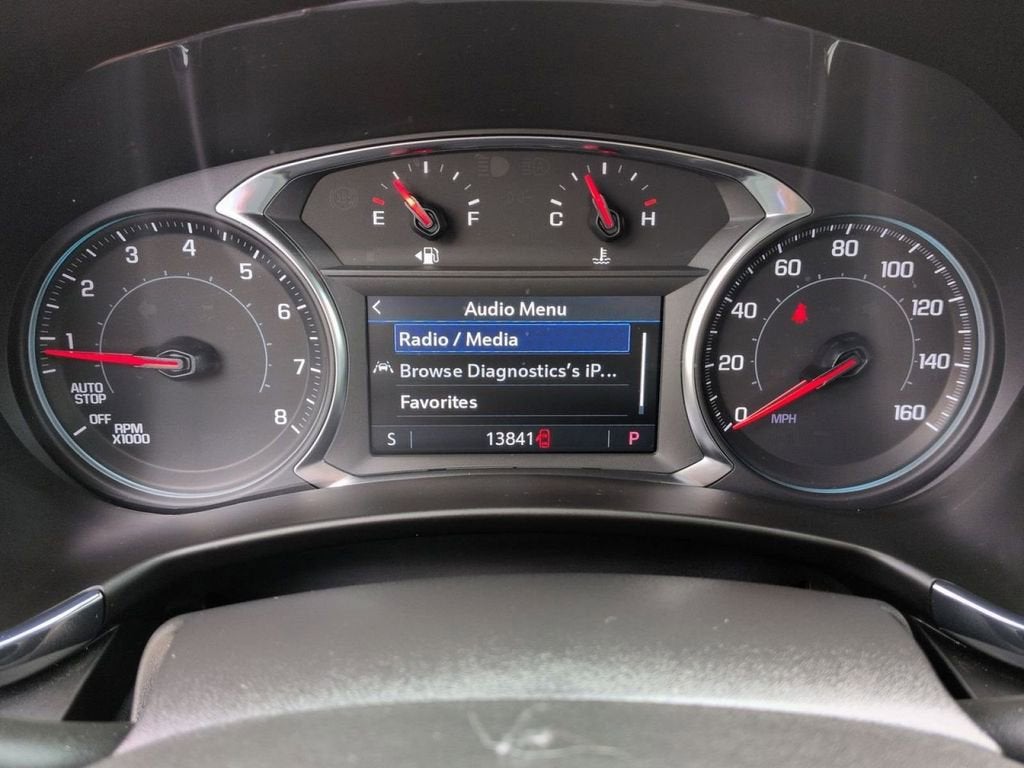 E F
C H
1 2 3 4 5 6 7 8
AUTO
STOP
OFF
RPM
X1000
Audio Menu
Radio / Media
Browse Diagnostics's iP...
Favorites
S 13841 P
0 20 40 60 80 100 120 140 160
MPH